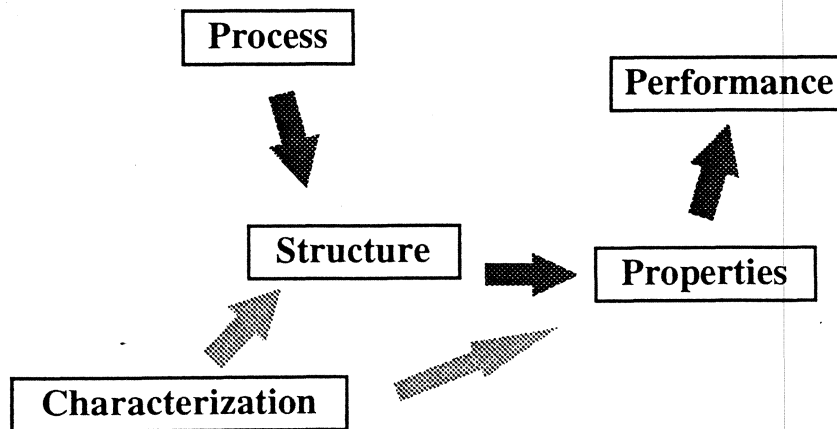 Process
Performance
Structure
Properties
Characterization